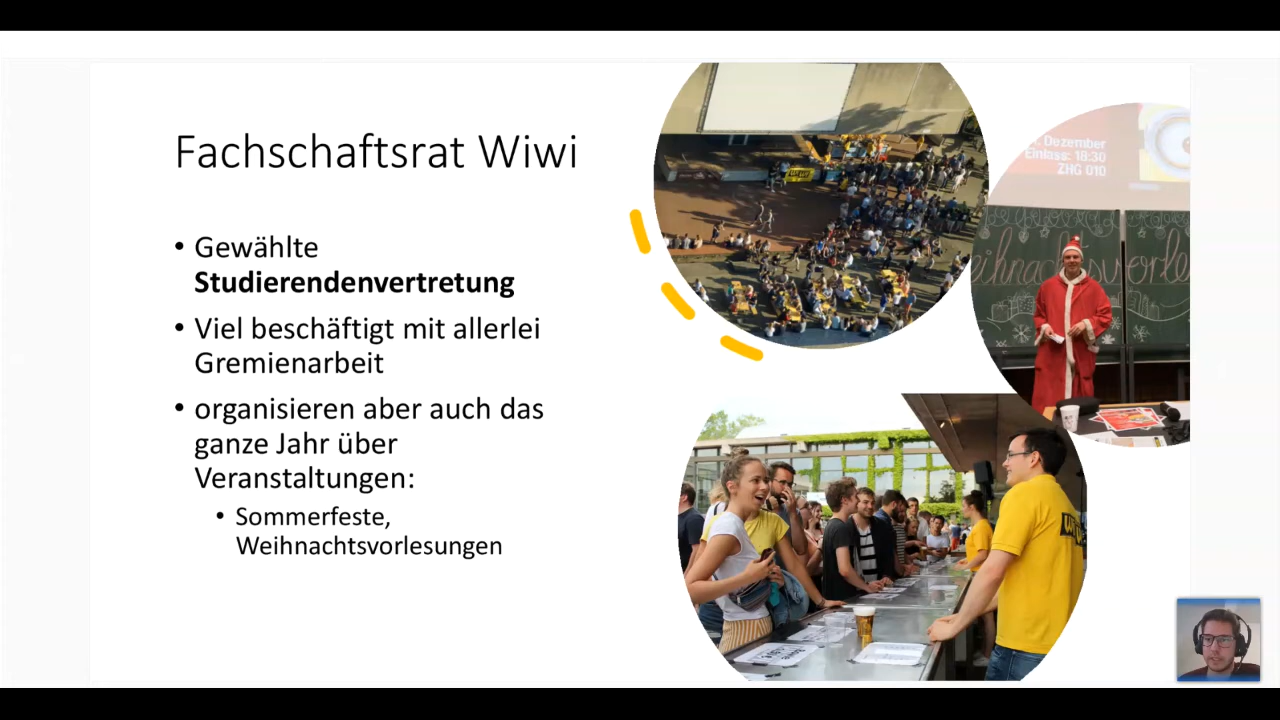 Fachschaftsrat Wiwi
• Gewählte
Studierendenvertretung
• Viel beschäftigt mit allerlei
Gremienarbeit
• organisieren aber auch das
ganze Jahr über
Veranstaltungen:
• Sommerfeste,
Weihnachtsvorlesungen
Dezember
Einlass: 18:30
ZHG 010